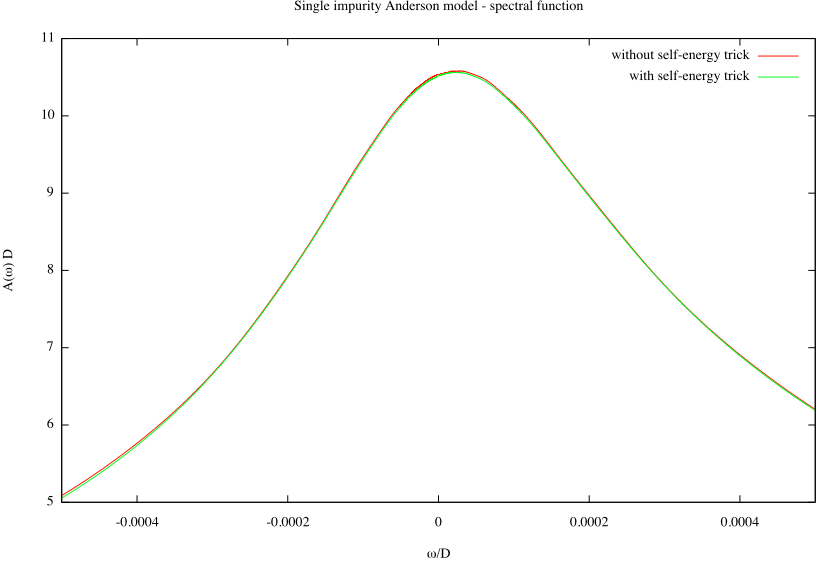 Single impurity Anderson model - spectral function
without self-energy trick
with self-energy trick
11
10
9
8
7
6
5
A(ω) D
-0.0004
-0.0002
0
0.0002
0.0004
ω/D